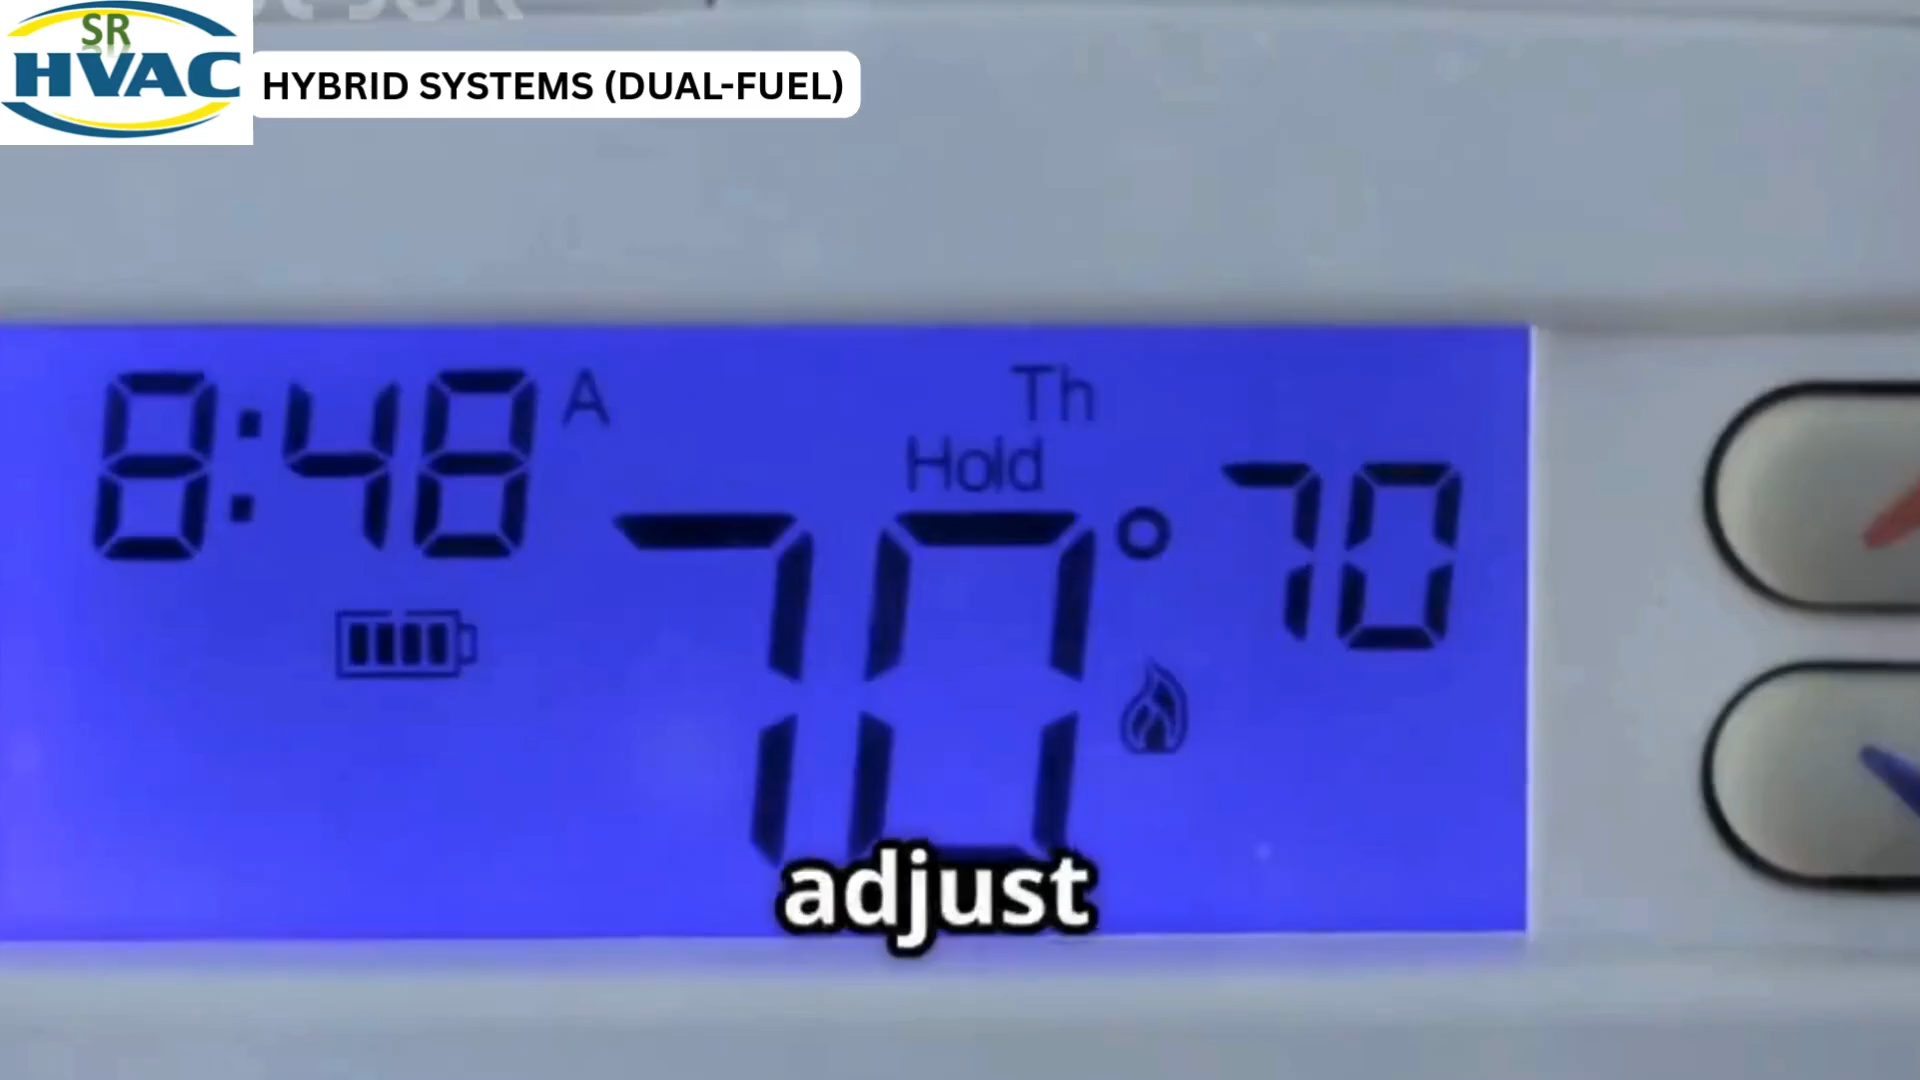 SR
HVAC
HYBRID SYSTEMS (DUAL-FUEL)
8:48 A
Th
Hold
70° 70
adjust